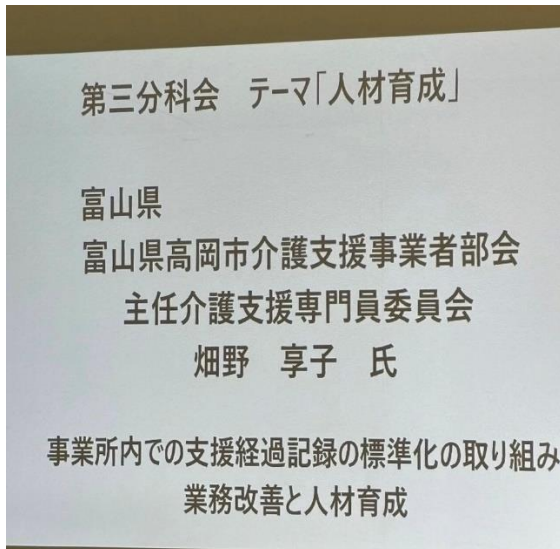 第三分科会　テーマ「人材育成」
富山県
富山県高岡市介護支援事業者部会
主任介護支援専門員委員会
畑野　享子　氏
事業所内での支援経過記録の標準化の取り組み
業務改善と人材育成